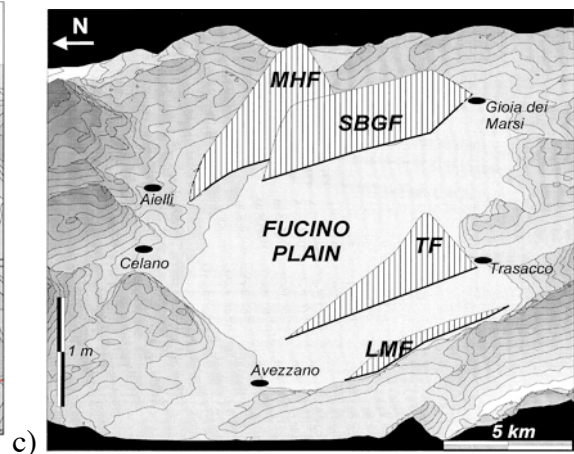 N
MHF
SBGF
Gioia dei
Marsi
Aielli
Celano
FUCINO
PLAIN
TF
Trasacco
1 m
LMF
Avezzano
5 km
c)